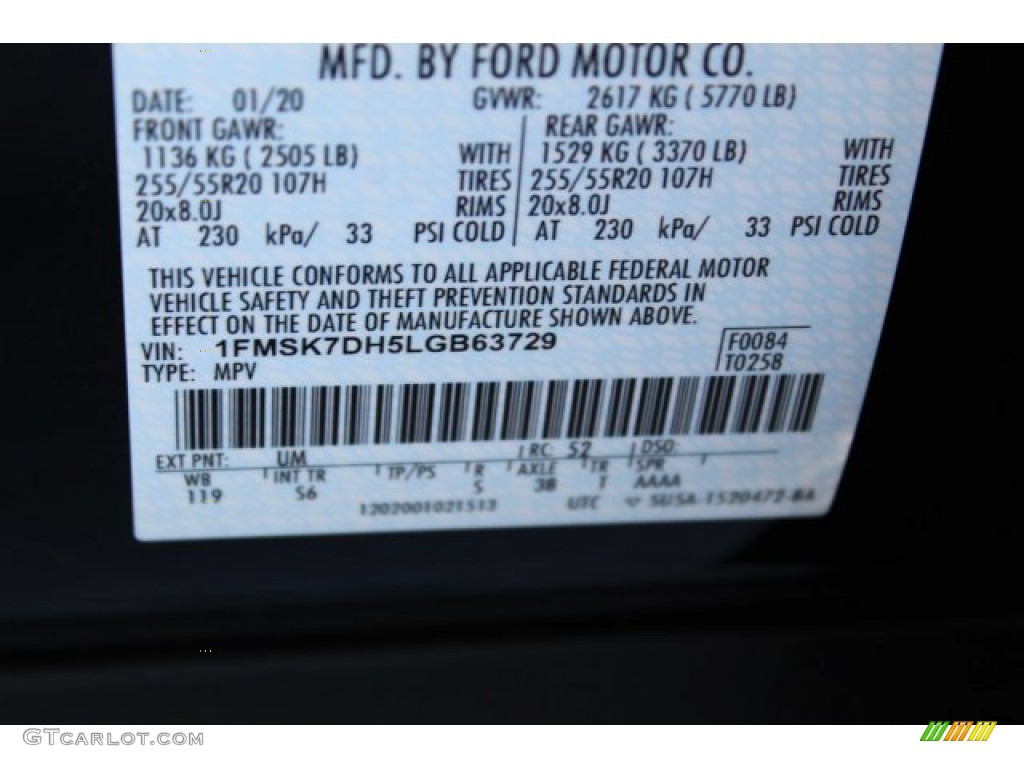 MFD. BY FORD MOTOR CO.
DATE: 01/20 GVWR: 2617 KG ( 5770 LB)
FRONT GAWR: REAR GAWR:
1136 KG ( 2505 LB) WITH 1529 KG ( 3370 LB) WITH
255/55R20 107H TIRES 255/55R20 107H TIRES
20x8.0J RIMS 20x8.0J RIMS
AT 230 kPa/ 33 PSI COLD AT 230 kPa/ 33 PSI COLD
THIS VEHICLE CONFORMS TO ALL APPLICABLE FEDERAL MOTOR
VEHICLE SAFETY AND THEFT PREVENTION STANDARDS IN
EFFECT ON THE DATE OF MANUFACTURE SHOWN ABOVE.
VIN: 1FMSK7DH5LGB63729 F0084
TYPE: MPV T0258
EXT PNT: UM RC: 52 DSO:
WB INT TR TP/PS R AXLE TR SPR
119 S6 S 3B T AAAA
1202001021513 UTC SU5A-1520472-BA
GTCARLOT.COM